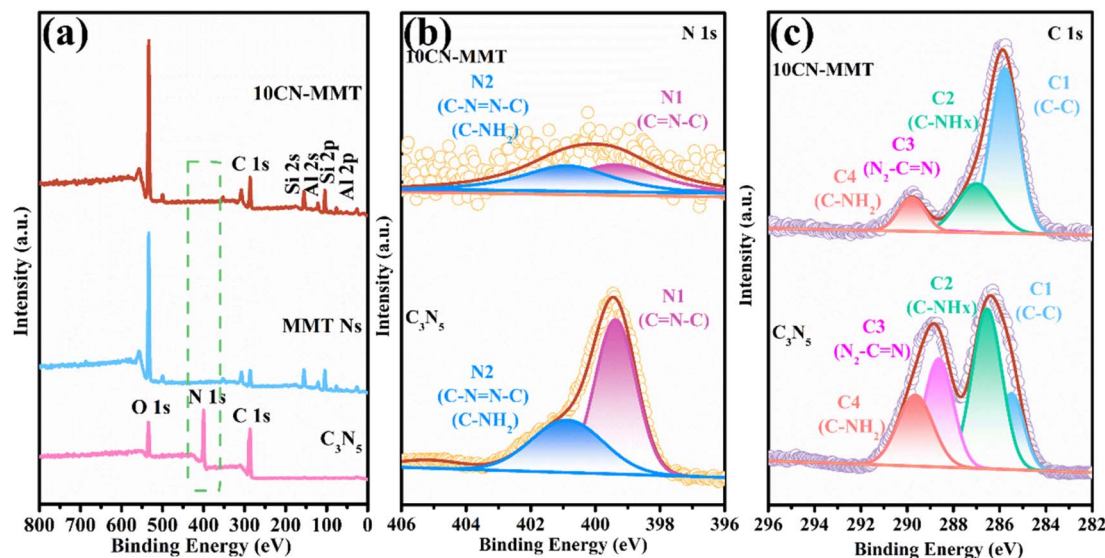 (a)
10CN-MMT
C 1s
Si 2s
Al 2s
Si 2p
Al 2p
MMT Ns
O 1s
N 1s
C 1s
C₃N₅
Intensity (a.u.)
800 700 600 500 400 300 200 100 0
Binding Energy (eV)
(b)
N 1s
10CN-MMT
N2
(C-N=N-C)
(C-NH₂)
N1
(C=N-C)
C₃N₅
N1
(C=N-C)
N2
(C-N=N-C)
(C-NH₂)
Intensity (a.u.)
406 404 402 400 398 396
Binding Energy (eV)
(c)
C 1s
10CN-MMT
C1
(C-C)
C2
(C-NHx)
C3
(N₂-C=N)
C4
(C-NH₂)
C₃N₅
C1
(C-C)
C2
(C-NHx)
C3
(N₂-C=N)
C4
(C-NH₂)
Intensity (a.u.)
296 294 292 290 288 286 284 282
Binding Energy (eV)